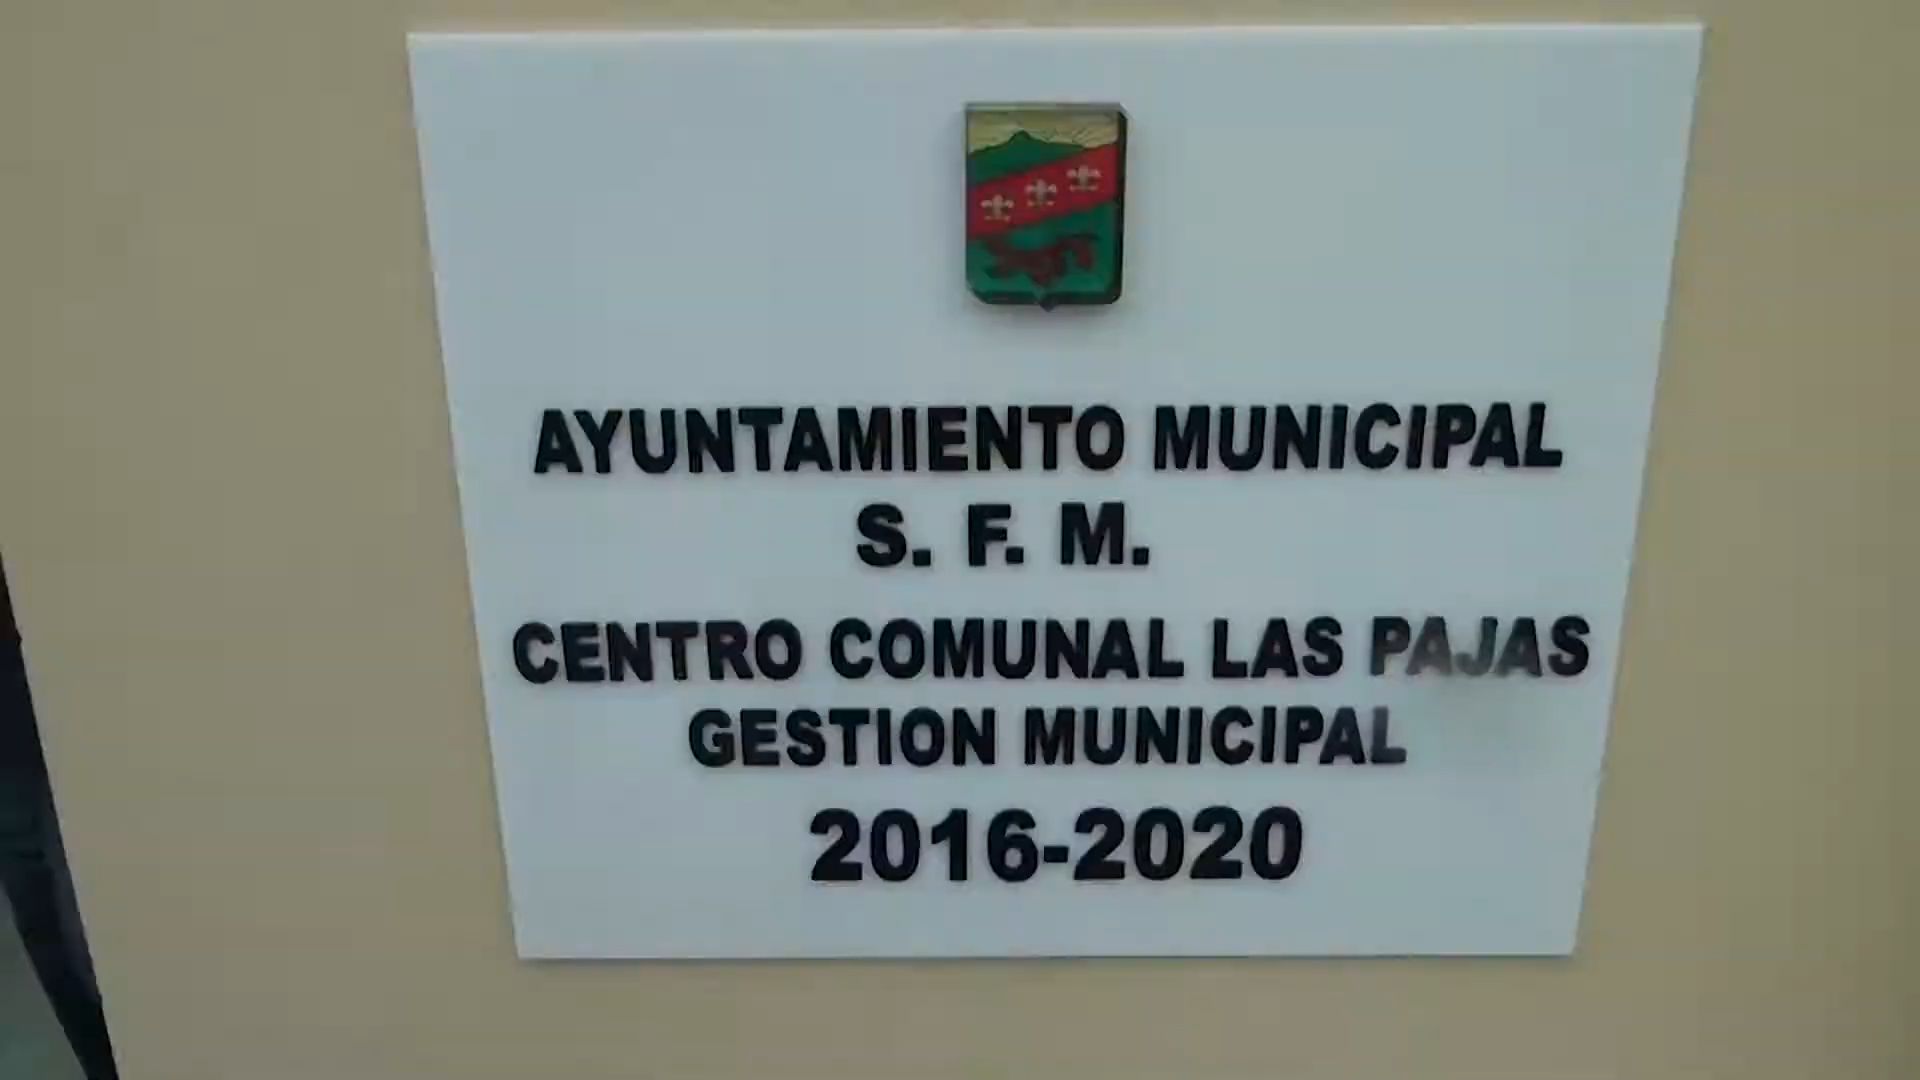 AYUNTAMIENTO MUNICIPAL
S. F. M.
CENTRO COMUNAL LAS PAJAS
GESTION MUNICIPAL
2016-2020